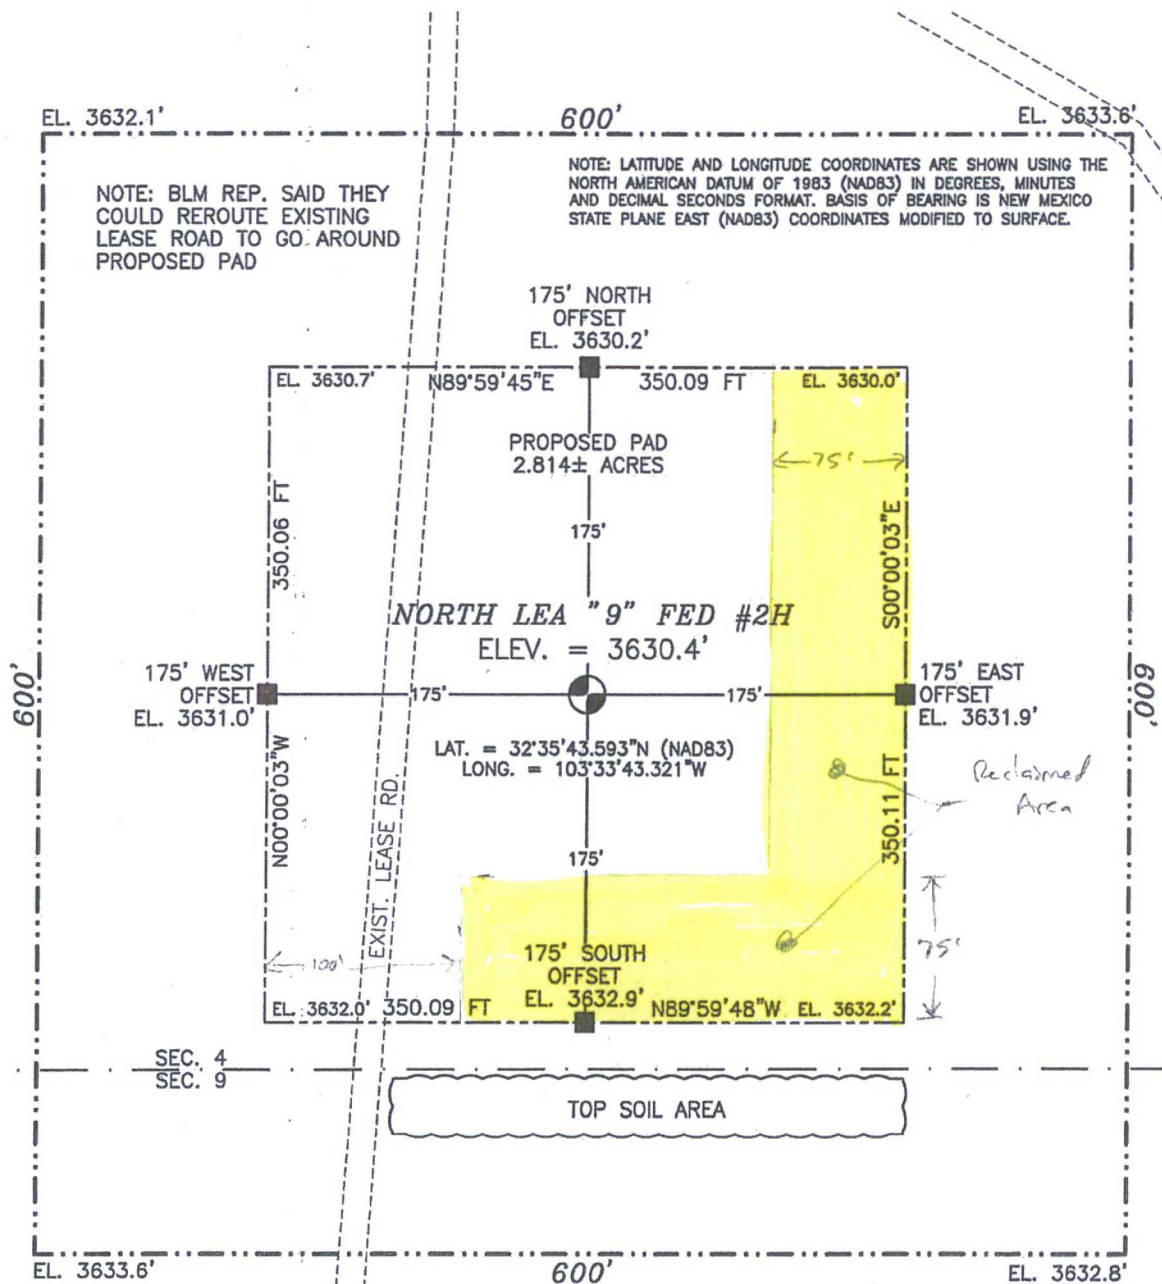 EL. 3632.1'
600'
EL. 3633.6'
NOTE: BLM REP. SAID THEY
COULD REROUTE EXISTING
LEASE ROAD TO GO AROUND
PROPOSED PAD
NOTE: LATITUDE AND LONGITUDE COORDINATES ARE SHOWN USING THE
NORTH AMERICAN DATUM OF 1983 (NAD83) IN DEGREES, MINUTES
AND DECIMAL SECONDS FORMAT. BASIS OF BEARING IS NEW MEXICO
STATE PLANE EAST (NAD83) COORDINATES MODIFIED TO SURFACE.
175' NORTH
OFFSET
EL. 3630.2'
EL. 3630.7'
N89°59'45"E
350.09 FT
EL. 3630.0'
PROPOSED PAD
2.814± ACRES
75'
350.06 FT
175'
S00°00'03"E
NORTH LEA "9" FED #2H
ELEV. = 3630.4'
600'
175' WEST
OFFSET
EL. 3631.0'
175'
175'
175' EAST
OFFSET
EL. 3631.9'
600'
LAT. = 32°35'43.593"N (NAD83)
LONG. = 103°33'43.321"W
N00°00'03"W
EXIST. LEASE RD.
350.11 FT
Reclaimed
Area
175'
75'
100'
175' SOUTH
OFFSET
EL. 3632.9'
EL. 3632.0'
350.09 FT
N89°59'48"W
EL. 3632.2'
SEC. 4
SEC. 9
TOP SOIL AREA
EL. 3633.6'
600'
EL. 3632.8'